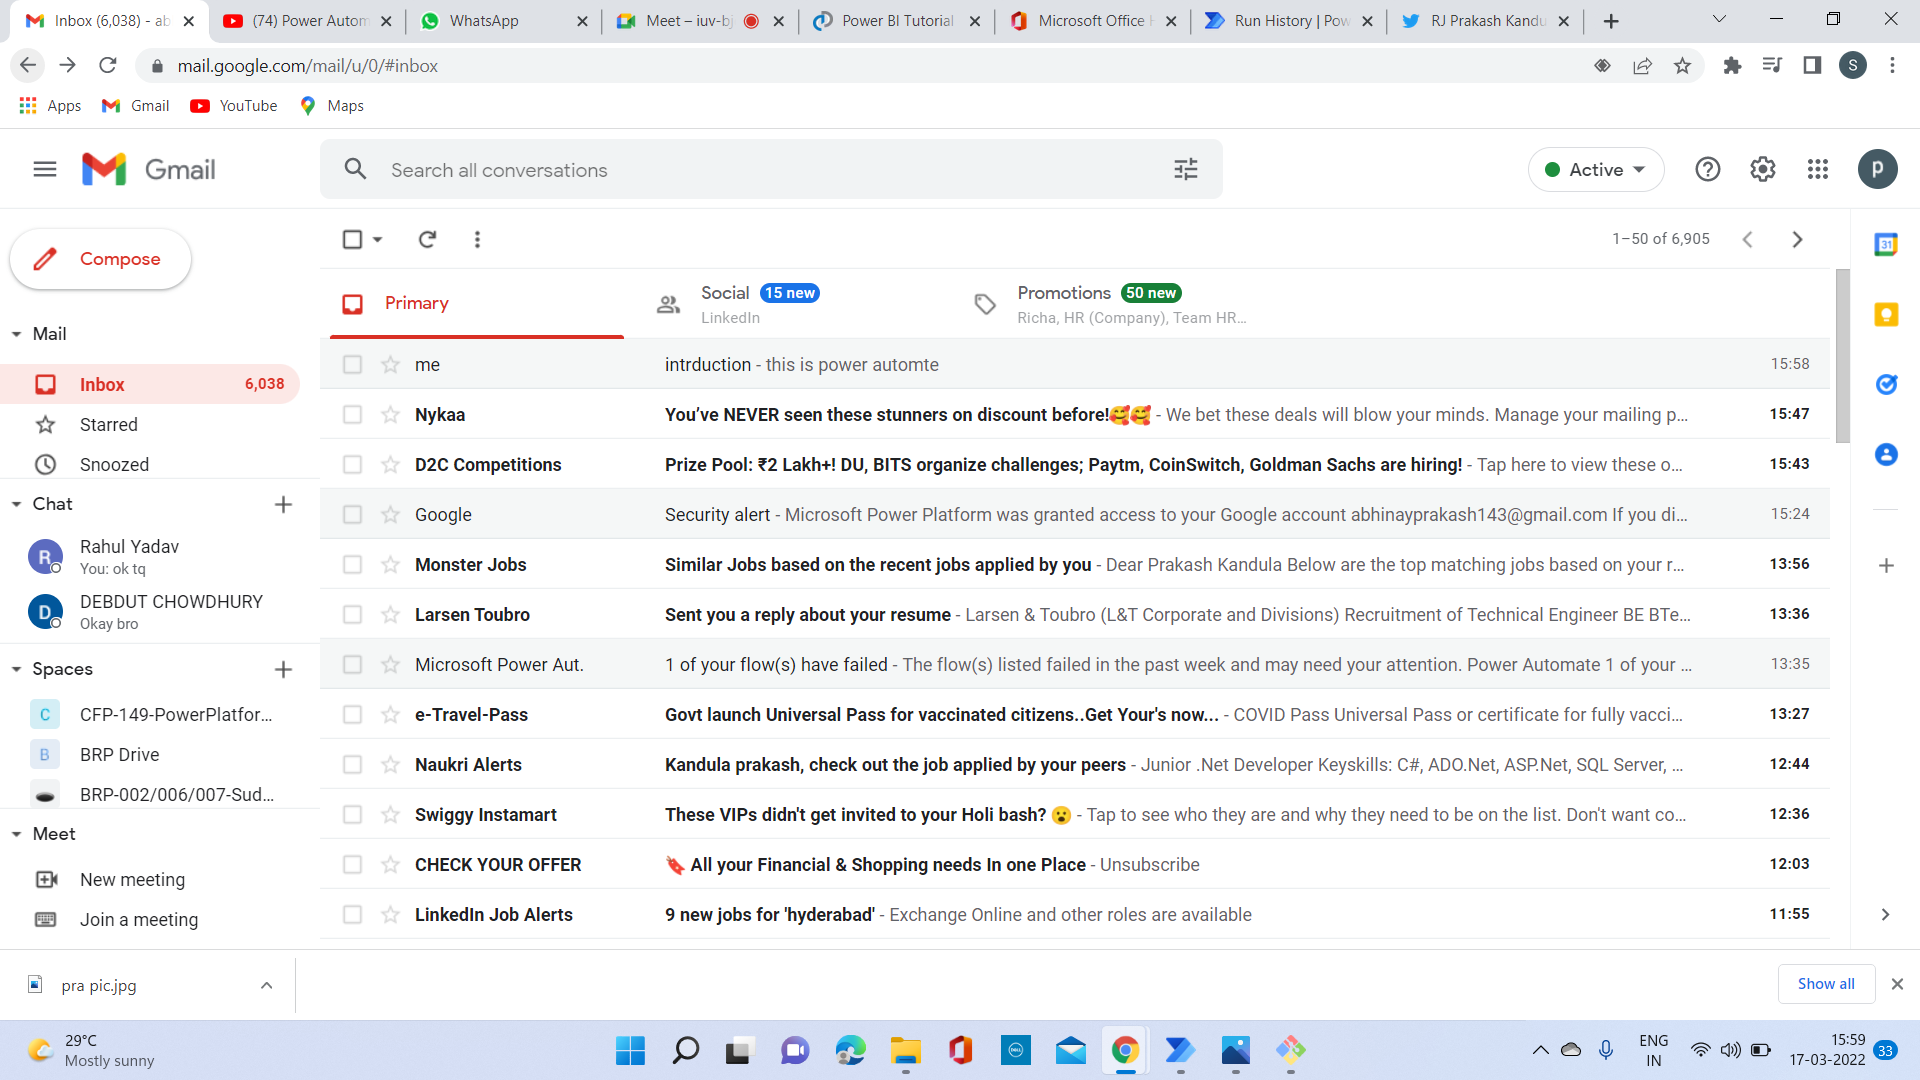 Inbox (6,038) - ab
(74) Power Autom
WhatsApp
Meet – iuv-bj
Power BI Tutorial
Microsoft Office H
Run History | Pow
RJ Prakash Kandu
mail.google.com/mail/u/0/#inbox
S
Apps
Gmail
YouTube
Maps
Gmail
Search all conversations
Active
p
Compose
1–50 of 6,905
31
Primary
Social 15 new
LinkedIn
Promotions 50 new
Richa, HR (Company), Team HR...
Mail
Inbox 6,038
Starred
Snoozed
Chat
R
Rahul Yadav
You: ok tq
D
DEBDUT CHOWDHURY
Okay bro
Spaces
C CFP-149-PowerPlatfor...
B BRP Drive
BRP-002/006/007-Sud...
Meet
New meeting
Join a meeting
me intrduction - this is power automte 15:58
Nykaa You’ve NEVER seen these stunners on discount before!🥰🥰 - We bet these deals will blow your minds. Manage your mailing p... 15:47
D2C Competitions Prize Pool: ₹2 Lakh+! DU, BITS organize challenges; Paytm, CoinSwitch, Goldman Sachs are hiring! - Tap here to view these o... 15:43
Google Security alert - Microsoft Power Platform was granted access to your Google account abhinayprakash143@gmail.com If you di... 15:24
Monster Jobs Similar Jobs based on the recent jobs applied by you - Dear Prakash Kandula Below are the top matching jobs based on your r... 13:56
Larsen Toubro Sent you a reply about your resume - Larsen & Toubro (L&T Corporate and Divisions) Recruitment of Technical Engineer BE BTe... 13:36
Microsoft Power Aut. 1 of your flow(s) have failed - The flow(s) listed failed in the past week and may need your attention. Power Automate 1 of your ... 13:35
e-Travel-Pass Govt launch Universal Pass for vaccinated citizens..Get Your's now... - COVID Pass Universal Pass or certificate for fully vacci... 13:27
Naukri Alerts Kandula prakash, check out the job applied by your peers - Junior .Net Developer Keyskills: C#, ADO.Net, ASP.Net, SQL Server, ... 12:44
Swiggy Instamart These VIPs didn't get invited to your Holi bash? 😮 - Tap to see who they are and why they need to be on the list. Don't want co... 12:36
CHECK YOUR OFFER 🔖 All your Financial & Shopping needs In one Place - Unsubscribe 12:03
LinkedIn Job Alerts 9 new jobs for 'hyderabad' - Exchange Online and other roles are available 11:55
pra pic.jpg
Show all
29°C
Mostly sunny
DELL
ENG
IN
15:59
17-03-2022
33